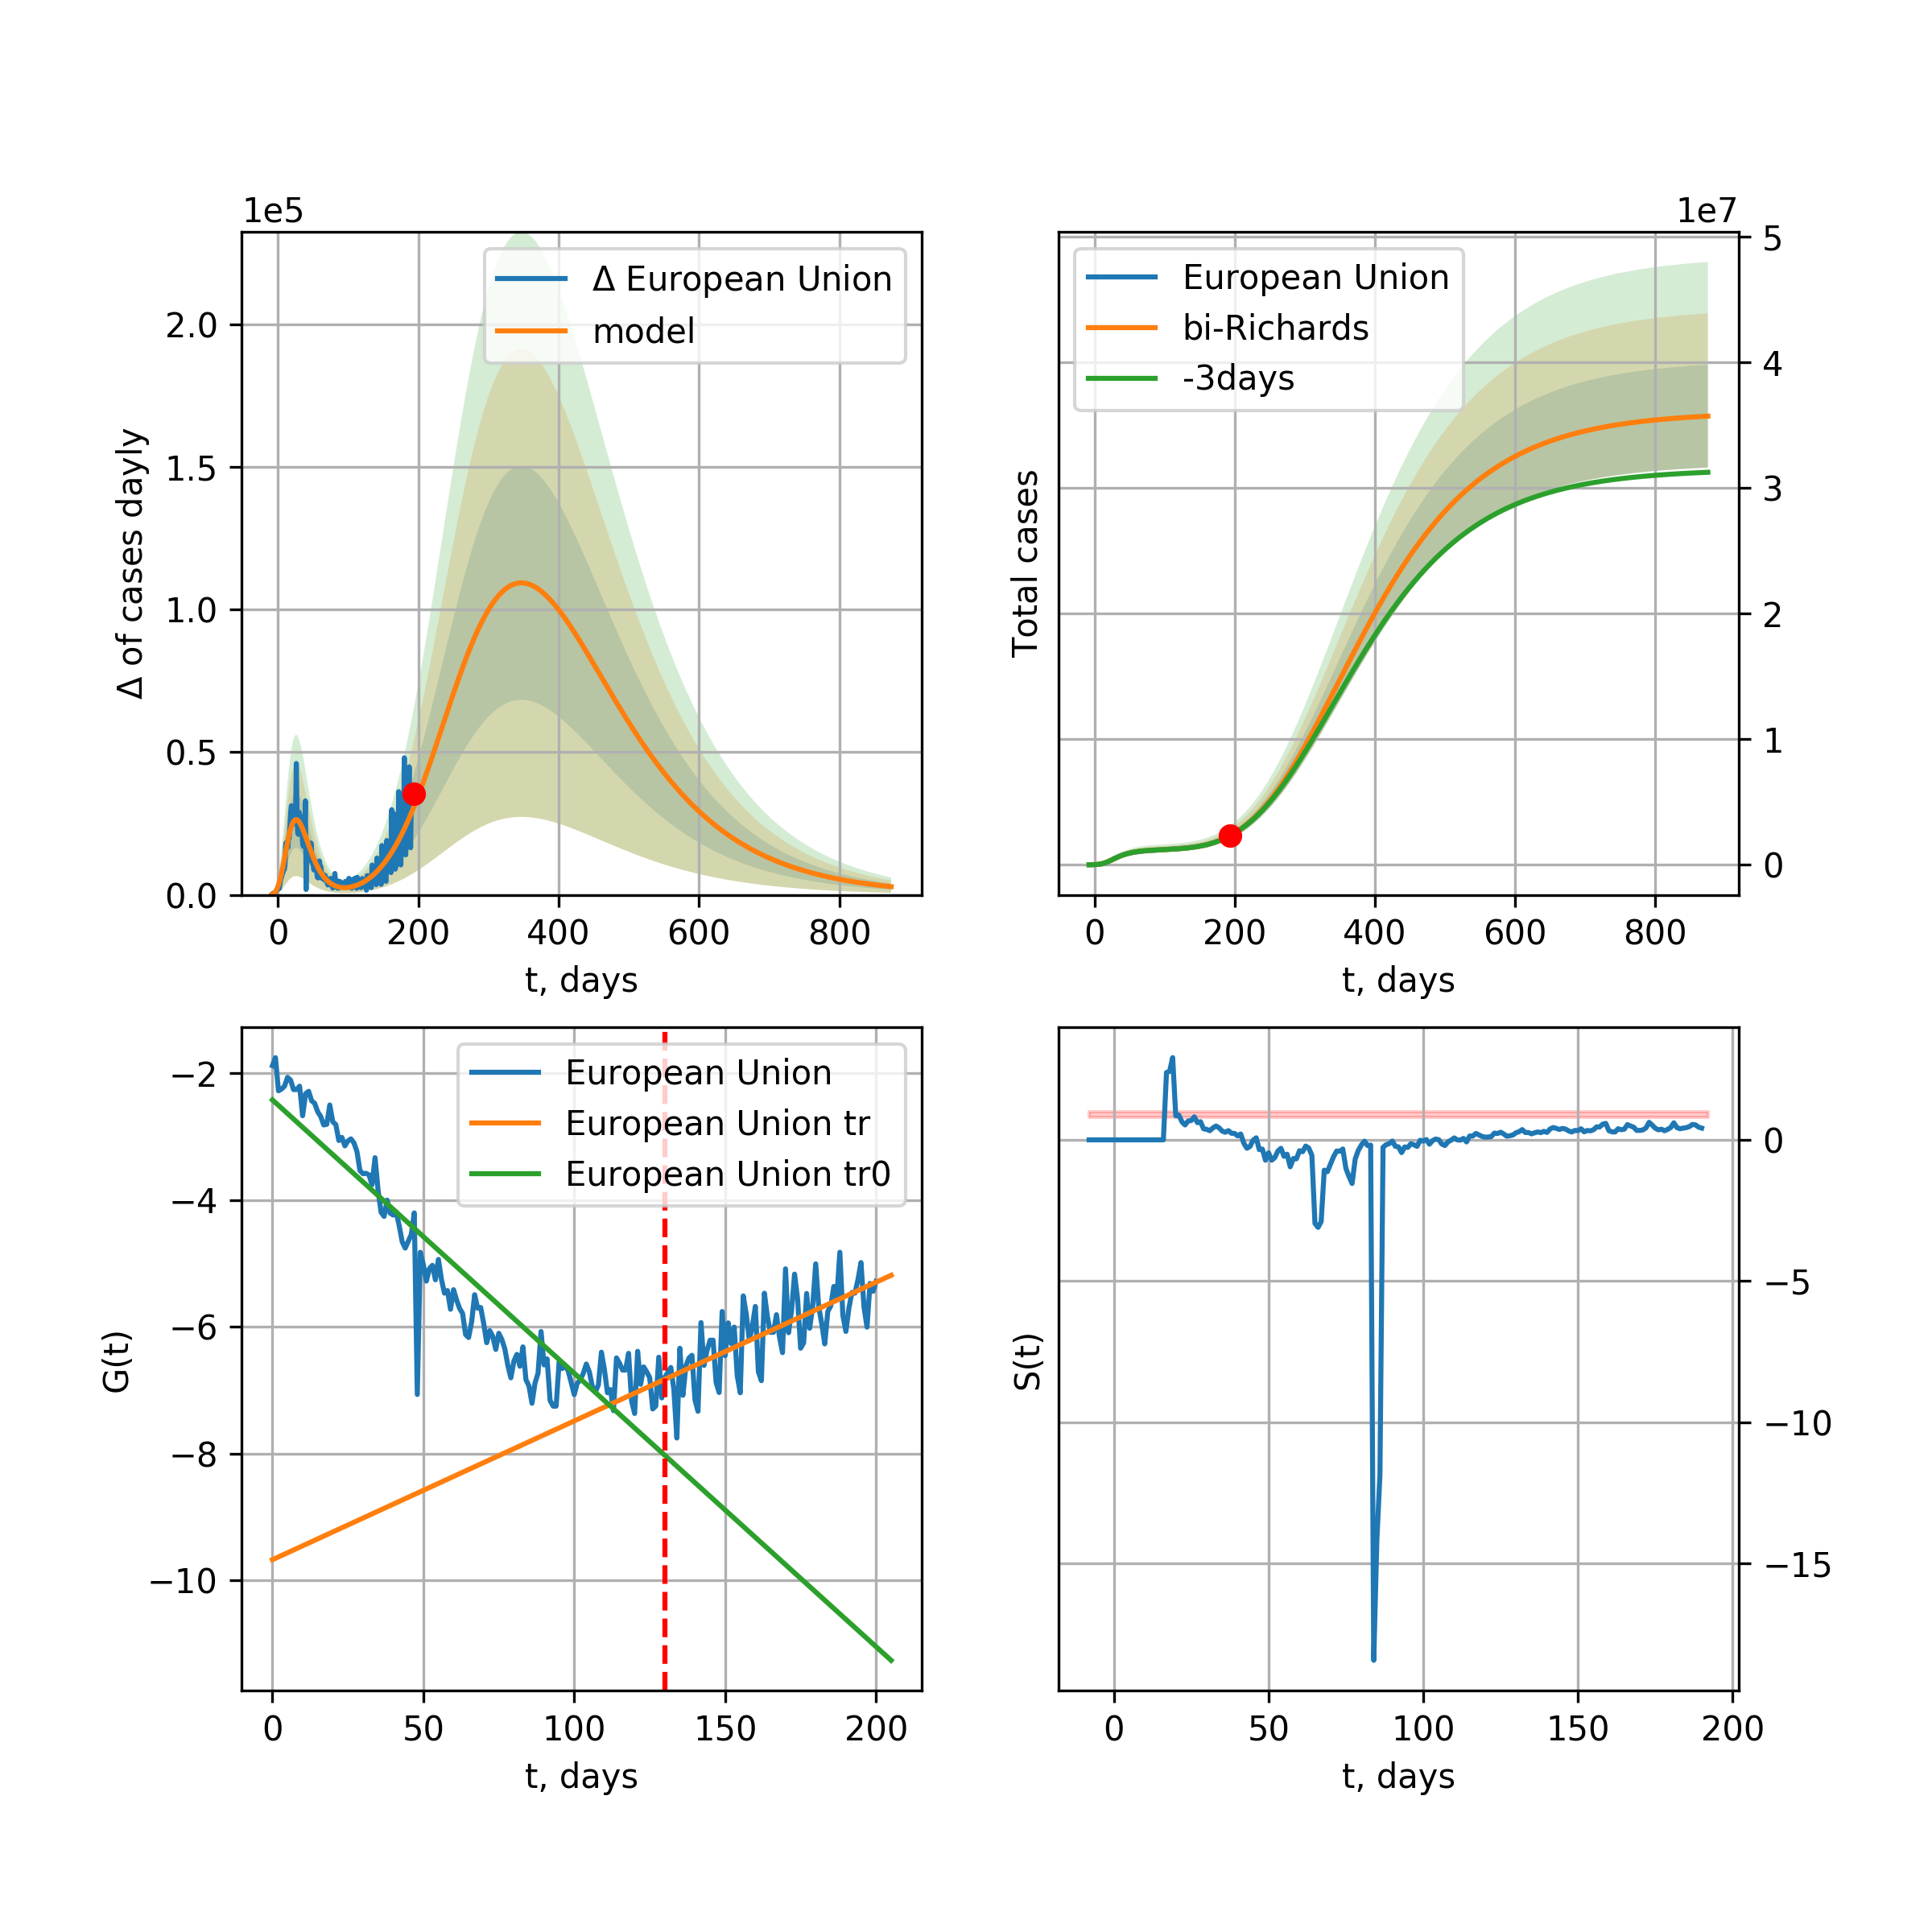 1e5
Δ European Union
model
2.0
1.5
1.0
0.5
0.0
Δ of cases dayly
0 200 400 600 800
t, days
1e7
European Union
bi-Richards
-3days
5
4
3
2
1
0
Total cases
0 200 400 600 800
t, days
European Union
European Union tr
European Union tr0
−2
−4
−6
−8
−10
G(t)
0 50 100 150 200
t, days
0
−5
−10
−15
S(t)
0 50 100 150 200
t, days